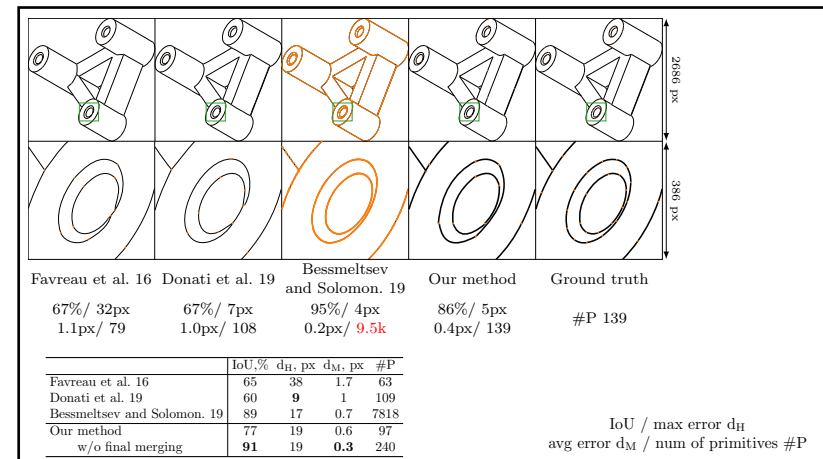 2686 px
386 px
Favreau et al. 16 Donati et al. 19 Bessmeltsev and Solomon. 19 Our method Ground truth
67%/ 32px 67%/ 7px 95%/ 4px 86%/ 5px #P 139
1.1px/ 79 1.0px/ 108 0.2px/ 9.5k 0.4px/ 139
IoU,% d_H, px d_M, px #P
Favreau et al. 16 65 38 1.7 63
Donati et al. 19 60 9 1 109
Bessmeltsev and Solomon. 19 89 17 0.7 7818
Our method 77 19 0.6 97
w/o final merging 91 19 0.3 240
IoU / max error d_H
avg error d_M / num of primitives #P